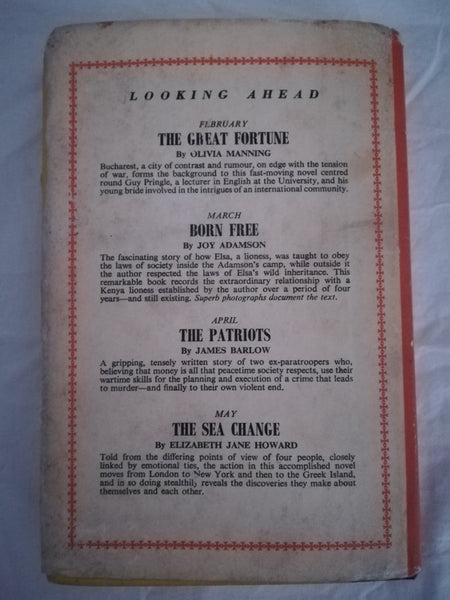 LOOKING AHEAD
FEBRUARY
THE GREAT FORTUNE
By OLIVIA MANNING
Bucharest, a city of contrast and rumour, on edge with the tension
of war, forms the background to this fast-moving novel centred
round Guy Pringle, a lecturer in English at the University, and his
young bride involved in the intrigues of an international community.
MARCH
BORN FREE
By JOY ADAMSON
The fascinating story of how Elsa, a lioness, was taught to obey
the laws of society inside the Adamson's camp, while outside it
the author respected the laws of Elsa's wild inheritance. This
remarkable book records the extraordinary relationship with a
Kenya lioness established by the author over a period of four
years—and still existing. Superb photographs document the text.
APRIL
THE PATRIOTS
By JAMES BARLOW
A gripping, tensely written story of two ex-paratroopers who,
believing that money is all that peacetime society respects, use their
wartime skills for the planning and execution of a crime that leads
to murder—and finally to their own violent end.
MAY
THE SEA CHANGE
By ELIZABETH JANE HOWARD
Told from the differing points of view of four people, closely
linked by emotional ties, the action in this accomplished novel
moves from London to New York and then to the Greek Island,
and in so doing stealthily reveals the discoveries they make about
themselves and each other.